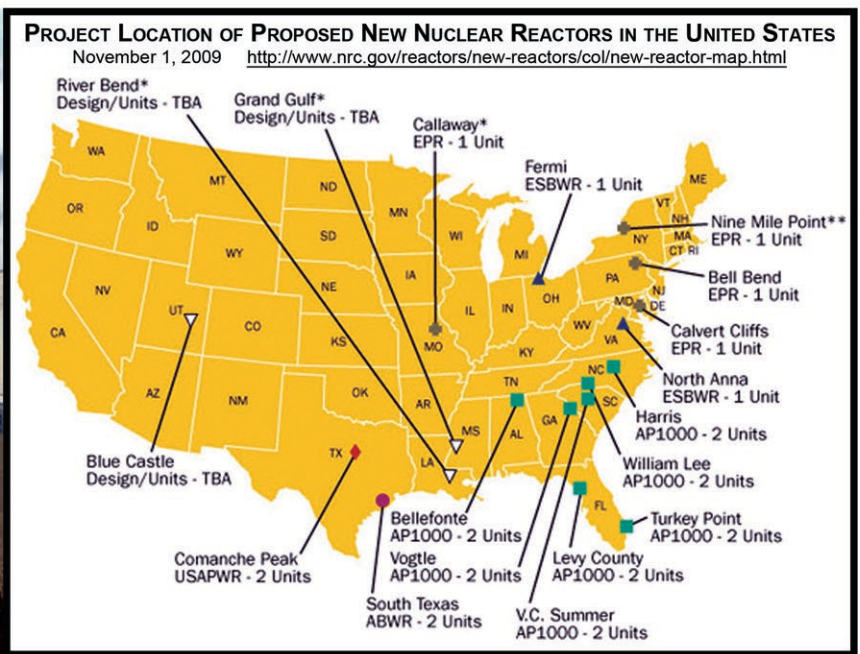 PROJECT LOCATION OF PROPOSED NEW NUCLEAR REACTORS IN THE UNITED STATES
November 1, 2009 http://www.nrc.gov/reactors/new-reactors/col/new-reactor-map.html
River Bend*
Design/Units - TBA
Grand Gulf*
Design/Units - TBA
Callaway*
EPR - 1 Unit
Fermi
ESBWR - 1 Unit
Nine Mile Point**
EPR - 1 Unit
Bell Bend
EPR - 1 Unit
Calvert Cliffs
EPR - 1 Unit
North Anna
ESBWR - 1 Unit
Harris
AP1000 - 2 Units
William Lee
AP1000 - 2 Units
Turkey Point
AP1000 - 2 Units
Levy County
AP1000 - 2 Units
V.C. Summer
AP1000 - 2 Units
Bellefonte
AP1000 - 2 Units
Vogtle
AP1000 - 2 Units
South Texas
ABWR - 2 Units
Comanche Peak
USAPWR - 2 Units
Blue Castle
Design/Units - TBA
WA
MT
ND
MN
ME
VT
NH
OR
ID
SD
WI
MI
NY
MA
CT RI
WY
IA
PA
NJ
NE
OH
MD
DE
NV
UT
IL
IN
CO
WV
VA
CA
KS
MO
KY
NC
TN
AZ
NM
OK
AR
SC
MS
AL
GA
TX
LA
FL